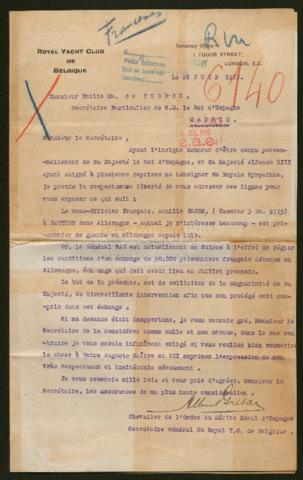 Franceses
ROYAL YACHT CLUB
DE
BELGIQUE
Temporary Office
1 TUDOR STREET,
LONDON, E.C.
6140
Le 26 JUIN
Monsieur Emilio Ma. de TORRES,
Secrétaire Particulier de S.M. le Roi d'Espagne
MADRID
Monsieur le Secrétaire,
Ayant l'insigne honneur d'être connu person-
nellement de Sa Majesté le Roi d'Espagne, et Sa Majesté Alfonso XIII
ayant daigné à plusieurs reprises me témoigner Sa Royale Sympathie,
je prends la respectueuse liberté de vous adresser ces lignes pour
vous exposer ce qui suit :
Le Sous-Officier Français, Achille
à BAUTZEN Saxe Allemagne - auquel je m'intéresse beaucoup - est pri-
sonnier de guerre en Allemagne depuis 1914.
Or, le Général PAU est actuellement en Suisse à l'effet de régler
les conditions d'un échange de 50,000 prisonniers français détenus en
Allemagne, échange qui doit avoir lieu en Juillet prochain.
Le but de la présente, est de solliciter de la magnanimité de Sa
Majesté, Sa bienveillante intervention afin que mon protégé soit com-
pris dans cet échange.
Si ma demande était inopportune, je vous saurais gré, Monsieur le
Secrétaire de la considérer comme nulle et non avenue, dans le cas con-
traire je vous serais infiniment obligé si vous vouliez bien soumettre
la chose à Votre Auguste Maître et LUI exprimer l'expression de mon
très respectueux et inaltérable dévouement.
Je vous remercie mille fois et vous prie d'agréer, Monsieur le
Secrétaire, les assurances de ma plus haute considération.
Chevalier de l'Ordre du Mérite Naval d'Espagne
Secrétaire Général du Royal Y.C. de Belgique.